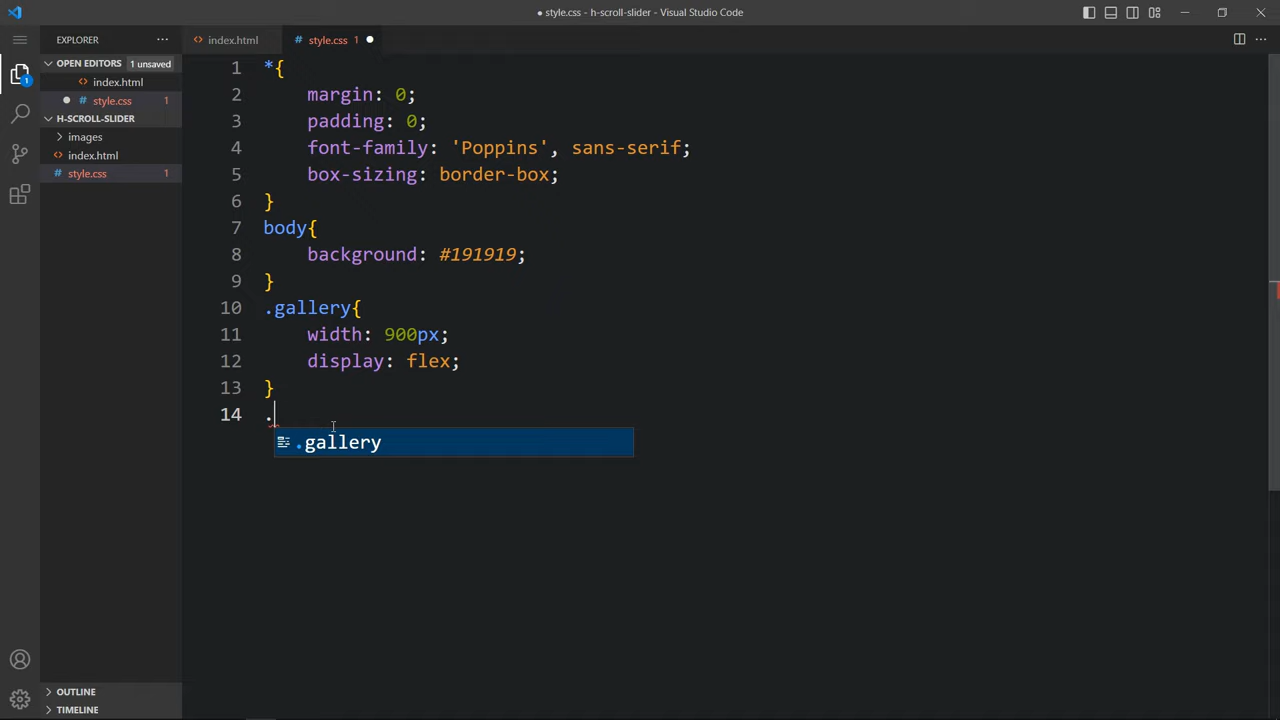 ● style.css - h-scroll-slider - Visual Studio Code
EXPLORER
OPEN EDITORS 1 unsaved
<> index.html
● # style.css 1
H-SCROLL-SLIDER
images
<> index.html
# style.css 1
OUTLINE
TIMELINE
1
<> index.html
# style.css 1 ●
1 *{
2 margin: 0;
3 padding: 0;
4 font-family: 'Poppins', sans-serif;
5 box-sizing: border-box;
6 }
7 body{
8 background: #191919;
9 }
10 .gallery{
11 width: 900px;
12 display: flex;
13 }
14 .
.gallery